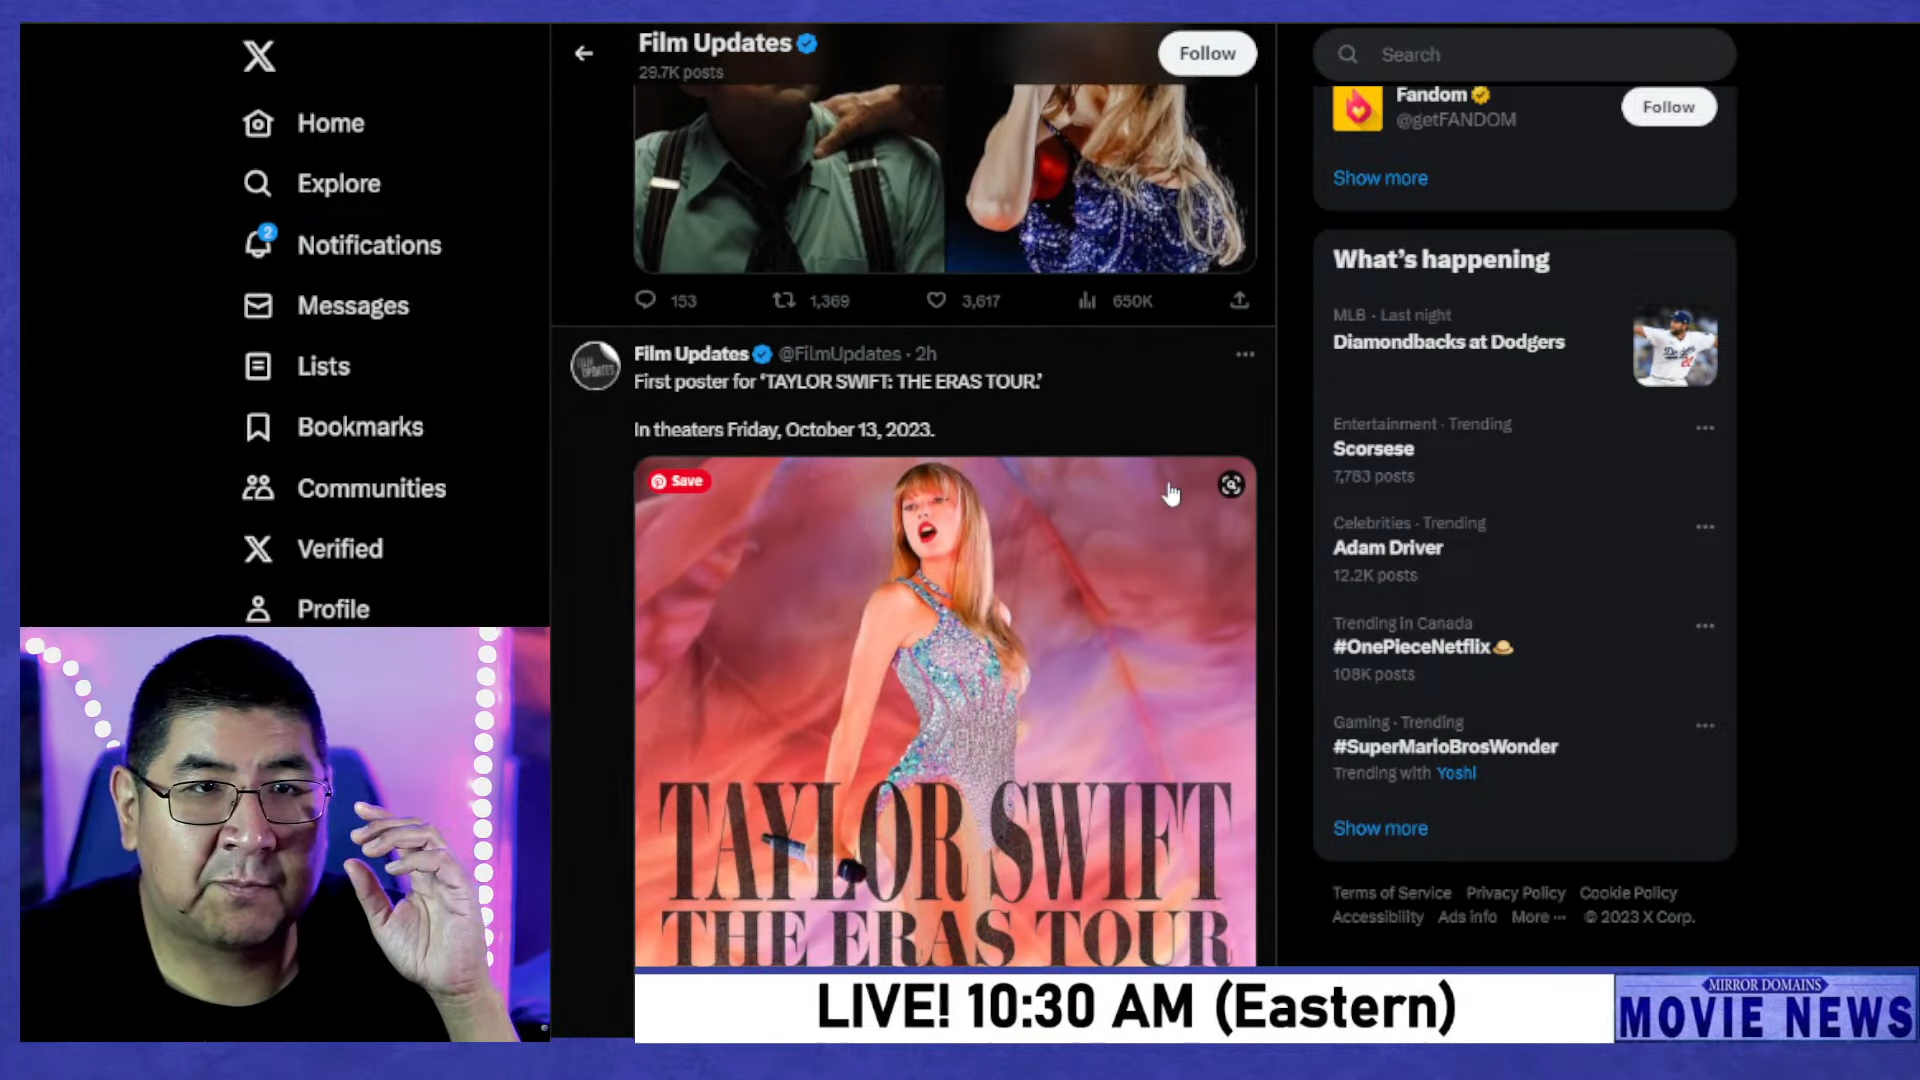 Home
Explore
2
Notifications
Messages
Lists
Bookmarks
Communities
Verified
Profile
Film Updates
29.7K posts
Follow
153 1,369 3,617 650K
FILM UPDATES
Film Updates @FilmUpdates · 2h
First poster for ‘TAYLOR SWIFT: THE ERAS TOUR.’
In theaters Friday, October 13, 2023.
Save
TAYLOR SWIFT
THE ERAS TOUR
Search
Fandom
@getFANDOM
Follow
Show more
What’s happening
MLB · Last night
Diamondbacks at Dodgers
Entertainment · Trending
Scorsese
7,783 posts
Celebrities · Trending
Adam Driver
12.2K posts
Trending in Canada
#OnePieceNetflix
108K posts
Gaming · Trending
#SuperMarioBrosWonder
Trending with Yoshi
Show more
Terms of Service Privacy Policy Cookie Policy
Accessibility Ads info More ··· © 2023 X Corp.
LIVE! 10:30 AM (Eastern)
MIRROR DOMAINS
MOVIE NEWS